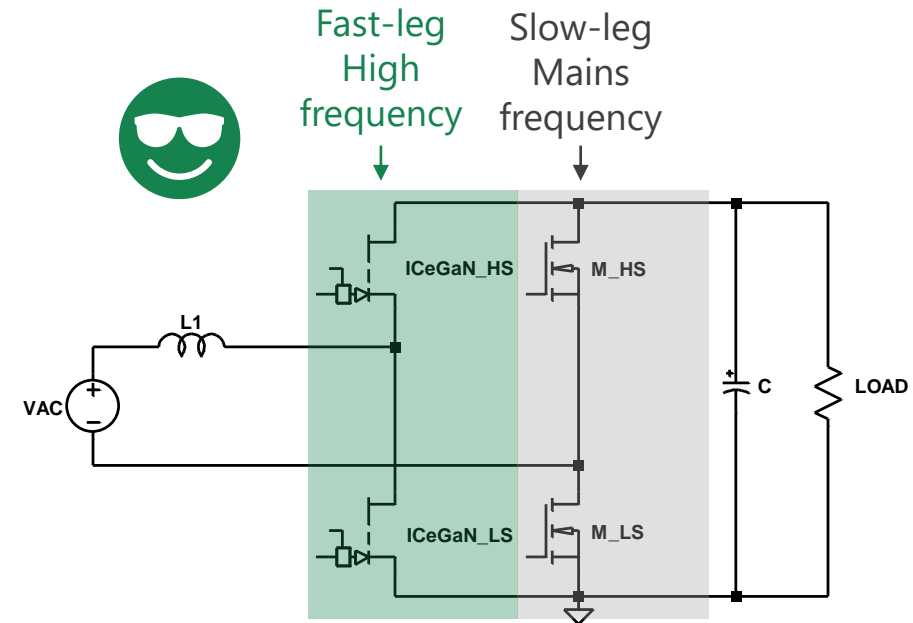 Fast-leg
High
frequency
Slow-leg
Mains
frequency
ICeGaN_HS
M_HS
L1
+
VAC
−
+
C
LOAD
ICeGaN_LS
M_LS